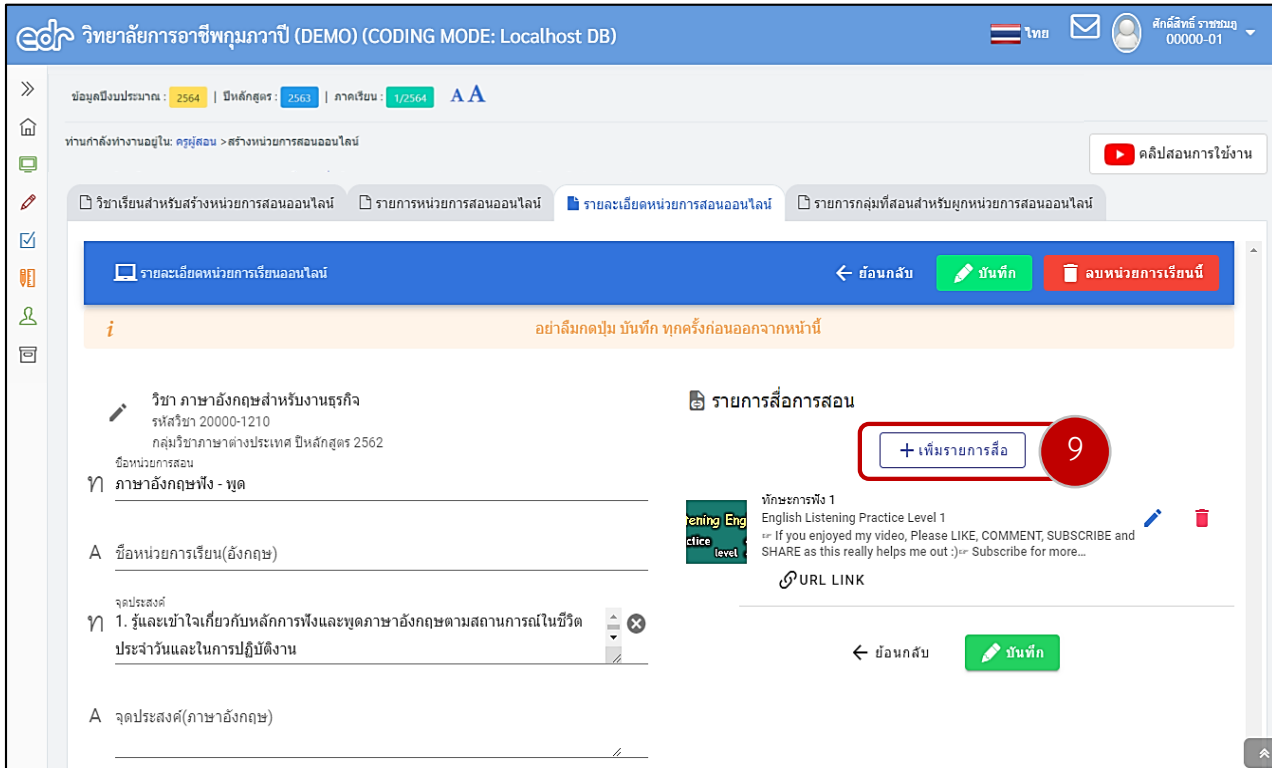 edr วิทยาลัยการอาชีพกุมภวาปี (DEMO) (CODING MODE: Localhost DB)
ไทย
ศักดิ์สิทธิ์ ราชชมภู
00000-01
ข้อมูลปีงบประมาณ : 2564 | ปีหลักสูตร : 2563 | ภาคเรียน : 1/2564 A A
ท่านกำลังทำงานอยู่ใน: ครูผู้สอน >สร้างหน่วยการสอนออนไลน์
คลิปสอนการใช้งาน
วิชาเรียนสำหรับสร้างหน่วยการสอนออนไลน์ รายการหน่วยการสอนออนไลน์ รายละเอียดหน่วยการสอนออนไลน์ รายการกลุ่มที่สอนสำหรับผูกหน่วยการสอนออนไลน์
รายละเอียดหน่วยการเรียนออนไลน์ ย้อนกลับ บันทึก ลบหน่วยการเรียนนี้
i อย่าลืมกดปุ่ม บันทึก ทุกครั้งก่อนออกจากหน้านี้
วิชา ภาษาอังกฤษสำหรับงานธุรกิจ
รหัสวิชา 20000-1210
กลุ่มวิชาภาษาต่างประเทศ ปีหลักสูตร 2562
ชื่อหน่วยการสอน
ท ภาษาอังกฤษฟัง - พูด
A ชื่อหน่วยการเรียน(อังกฤษ)
จุดประสงค์
ท 1. รู้และเข้าใจเกี่ยวกับหลักการฟังและพูดภาษาอังกฤษตามสถานการณ์ในชีวิต
ประจำวันและในการปฏิบัติงาน
A จุดประสงค์(ภาษาอังกฤษ)
รายการสื่อการสอน
+ เพิ่มรายการสื่อ
9
tening Eng
ctice
level
ทักษะการฟัง 1
English Listening Practice Level 1
☞ If you enjoyed my video, Please LIKE, COMMENT, SUBSCRIBE and
SHARE as this really helps me out :)☞ Subscribe for more...
URL LINK
ย้อนกลับ บันทึก